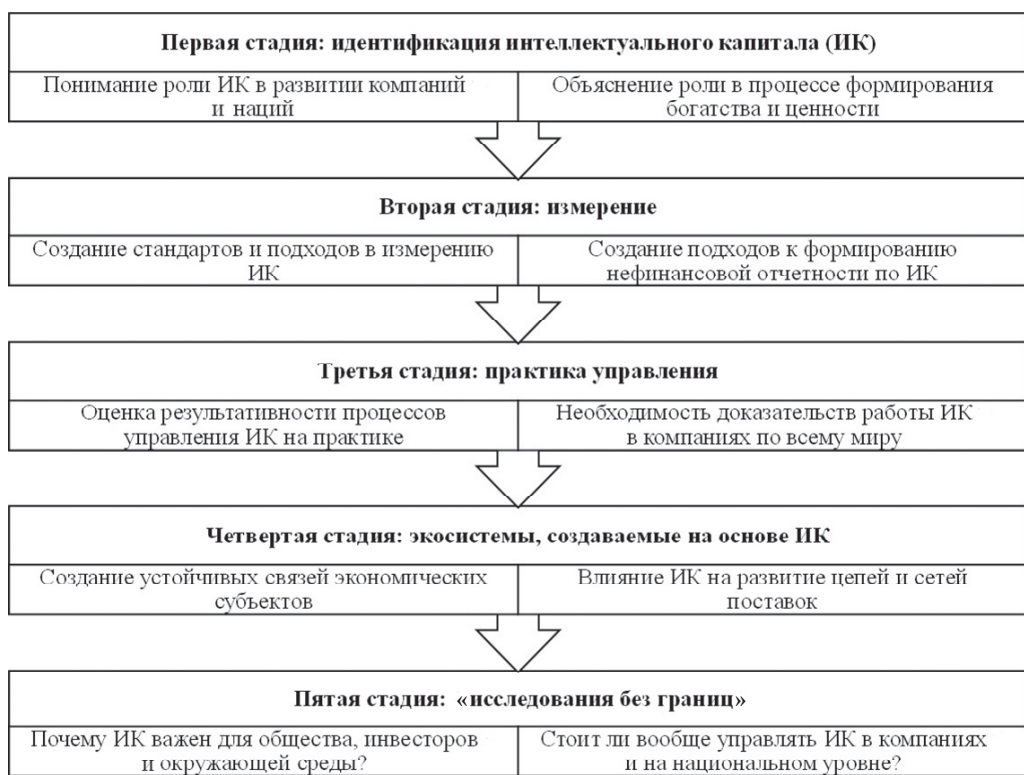 Первая стадия: идентификация интеллектуального капитала (ИК)
Понимание роли ИК в развитии компаний
и наций
Объяснение роли в процессе формирования
богатства и ценности
Вторая стадия: измерение
Создание стандартов и подходов в измерению
ИК
Создание подходов к формированию
нефинансовой отчетности по ИК
Третья стадия: практика управления
Оценка результативности процессов
управления ИК на практике
Необходимость доказательств работы ИК
в компаниях по всему миру
Четвертая стадия: экосистемы, создаваемые на основе ИК
Создание устойчивых связей экономических
субъектов
Влияние ИК на развитие цепей и сетей
поставок
Пятая стадия: «исследования без границ»
Почему ИК важен для общества, инвесторов
и окружающей среды?
Стоит ли вообще управлять ИК в компаниях
и на национальном уровне?